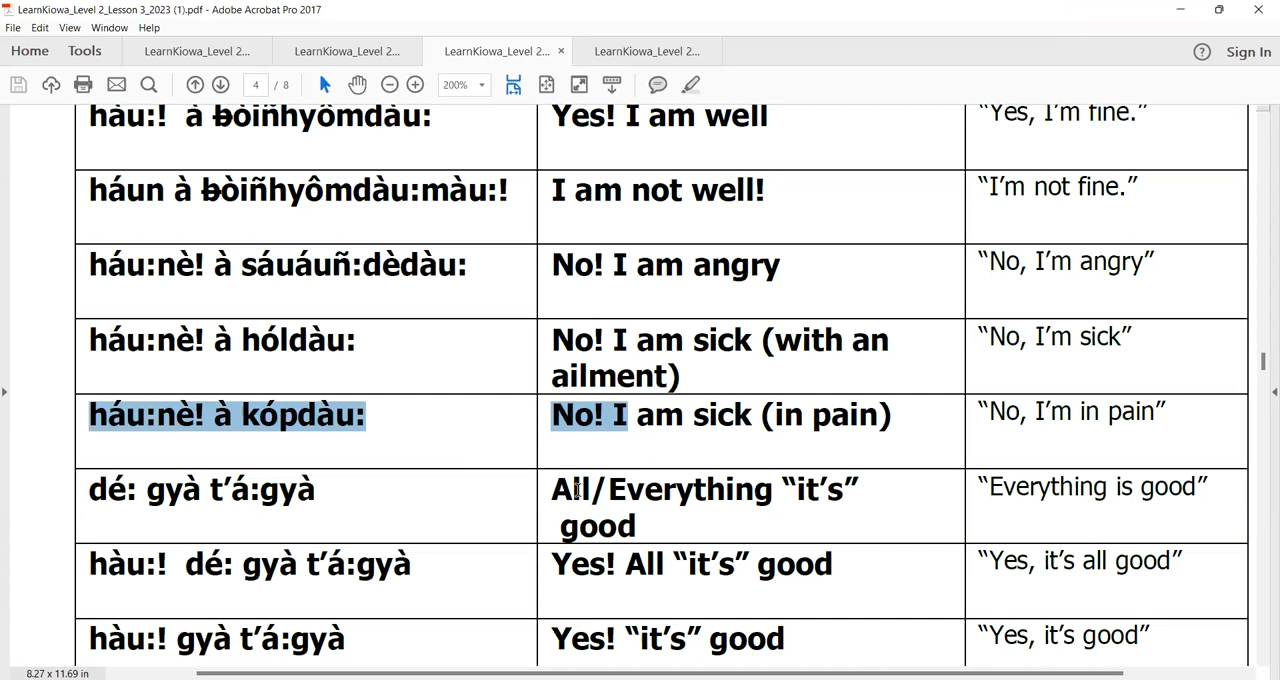 LearnKiowa_Level 2_Lesson 3_2023 (1).pdf - Adobe Acrobat Pro 2017
File Edit View Window Help
Home Tools LearnKiowa_Level 2... LearnKiowa_Level 2... LearnKiowa_Level 2... × LearnKiowa_Level 2... Sign In
4 / 8 200%
hàu:! à bòiñhyômdàu: Yes! I am well “Yes, I’m fine.”
háun à bòiñhyômdàu:màu:! I am not well! “I’m not fine.”
háu:nè! à sáuáuñ:dèdàu: No! I am angry “No, I’m angry”
háu:nè! à hóldàu: No! I am sick (with an “No, I’m sick”
ailment)
háu:nè! à kópdàu: No! I am sick (in pain) “No, I’m in pain”
dé: gyà t’á:gyà All/Everything “it’s” “Everything is good”
good
hàu:! dé: gyà t’á:gyà Yes! All “it’s” good “Yes, it’s all good”
hàu:! gyà t’á:gyà Yes! “it’s” good “Yes, it’s good”
8.27 x 11.69 in